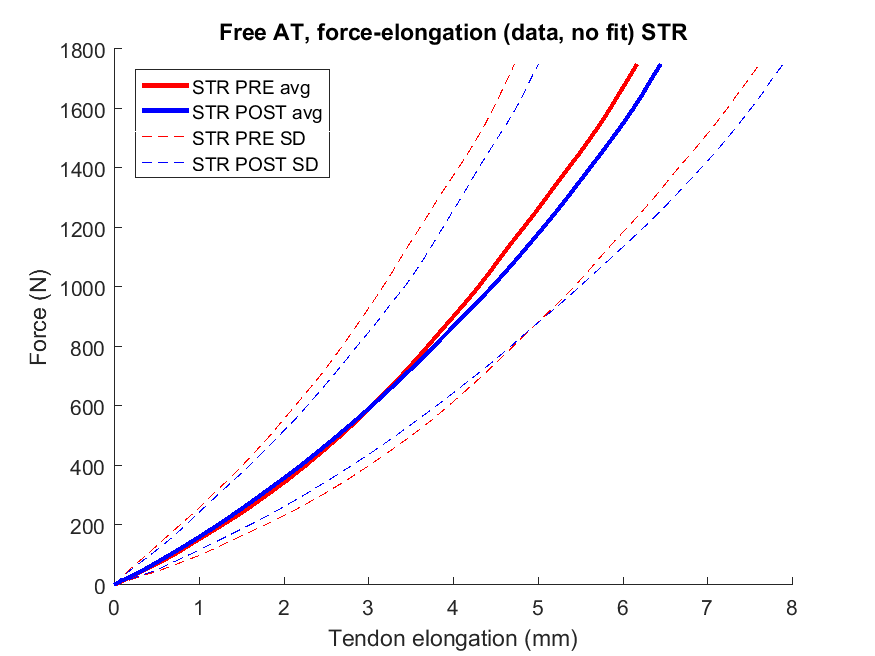 Free AT, force-elongation (data, no fit) STR
1800
1600
1400
1200
1000
800
600
400
200
0
Force (N)
STR PRE avg
STR POST avg
STR PRE SD
STR POST SD
0 1 2 3 4 5 6 7 8
Tendon elongation (mm)